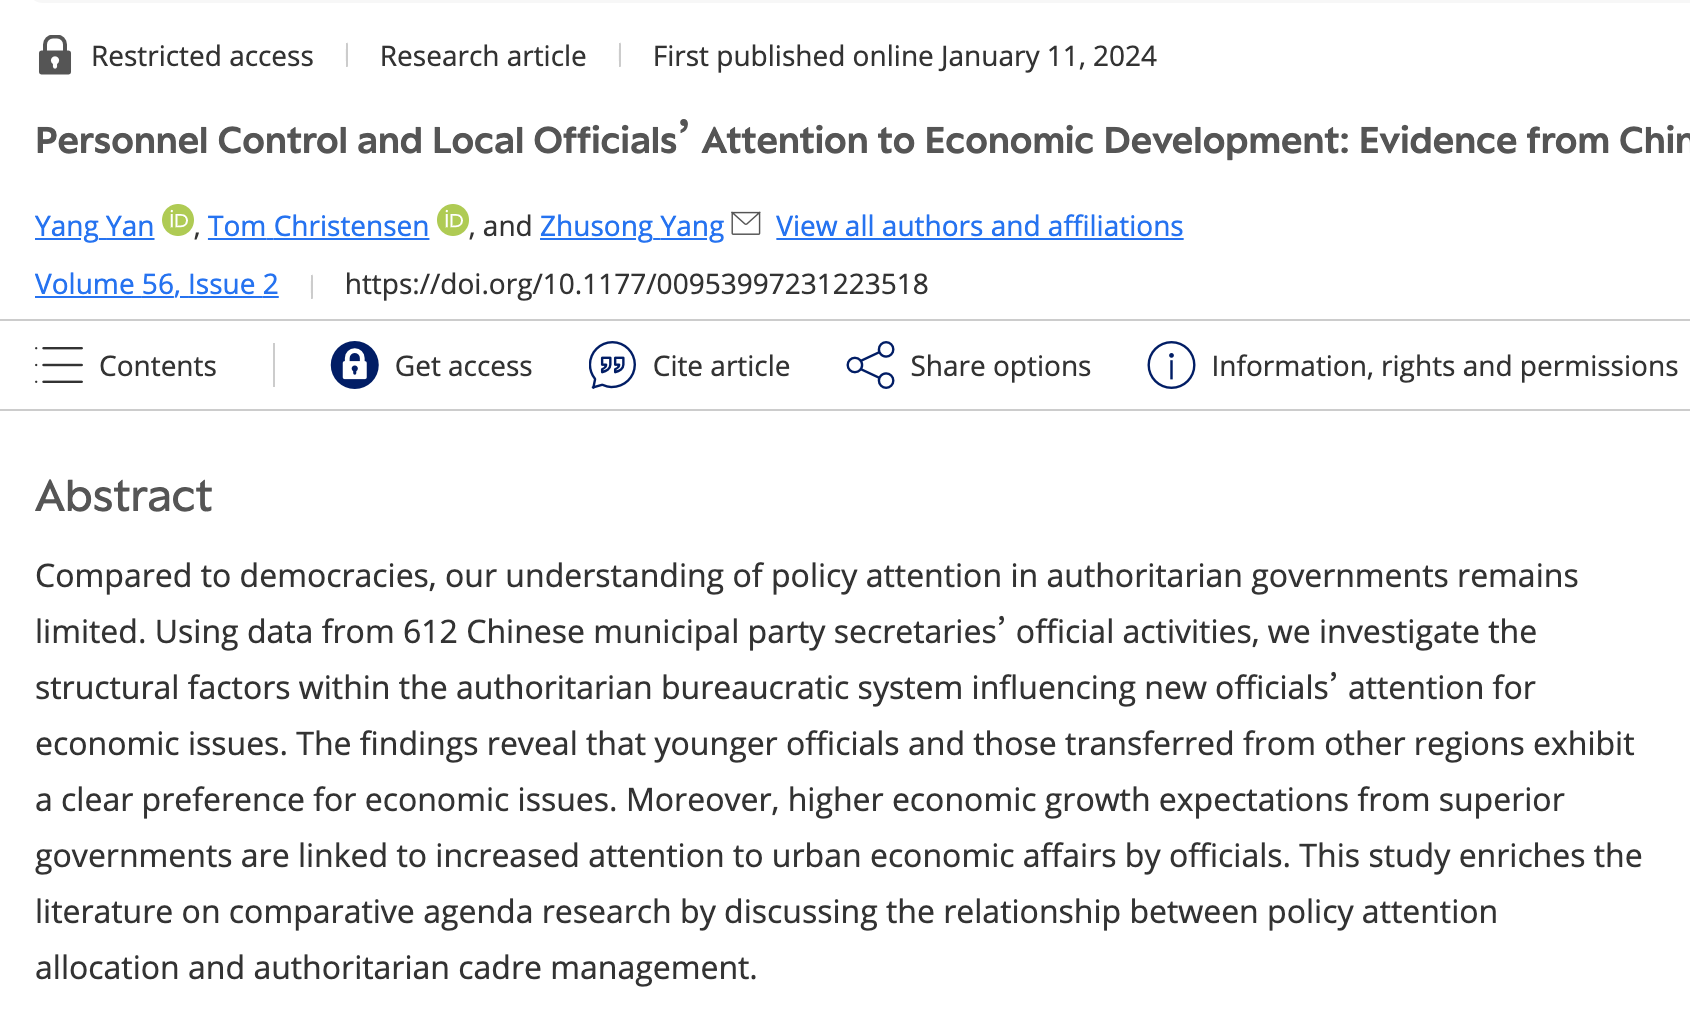 Restricted access | Research article | First published online January 11, 2024
Personnel Control and Local Officials’ Attention to Economic Development: Evidence from
Yang Yan iD, Tom Christensen iD, and Zhusong Yang View all authors and affiliations
Volume 56, Issue 2 | https://doi.org/10.1177/00953997231223518
Contents | Get access Cite article Share options Information, rights and permissions
Abstract
Compared to democracies, our understanding of policy attention in authoritarian governments remains
limited. Using data from 612 Chinese municipal party secretaries’ official activities, we investigate the
structural factors within the authoritarian bureaucratic system influencing new officials’ attention for
economic issues. The findings reveal that younger officials and those transferred from other regions exhibit
a clear preference for economic issues. Moreover, higher economic growth expectations from superior
governments are linked to increased attention to urban economic affairs by officials. This study enriches the
literature on comparative agenda research by discussing the relationship between policy attention
allocation and authoritarian cadre management.